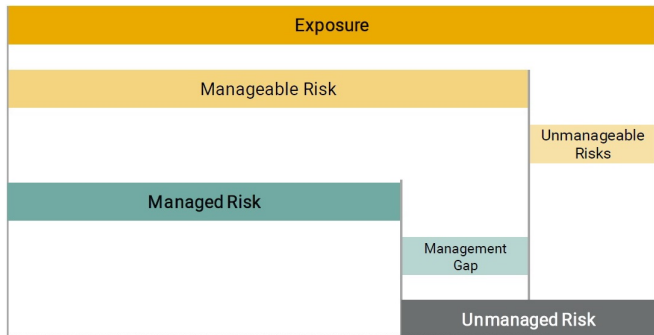 Exposure
Manageable Risk
Unmanageable
Risks
Managed Risk
Management
Gap
Unmanaged Risk